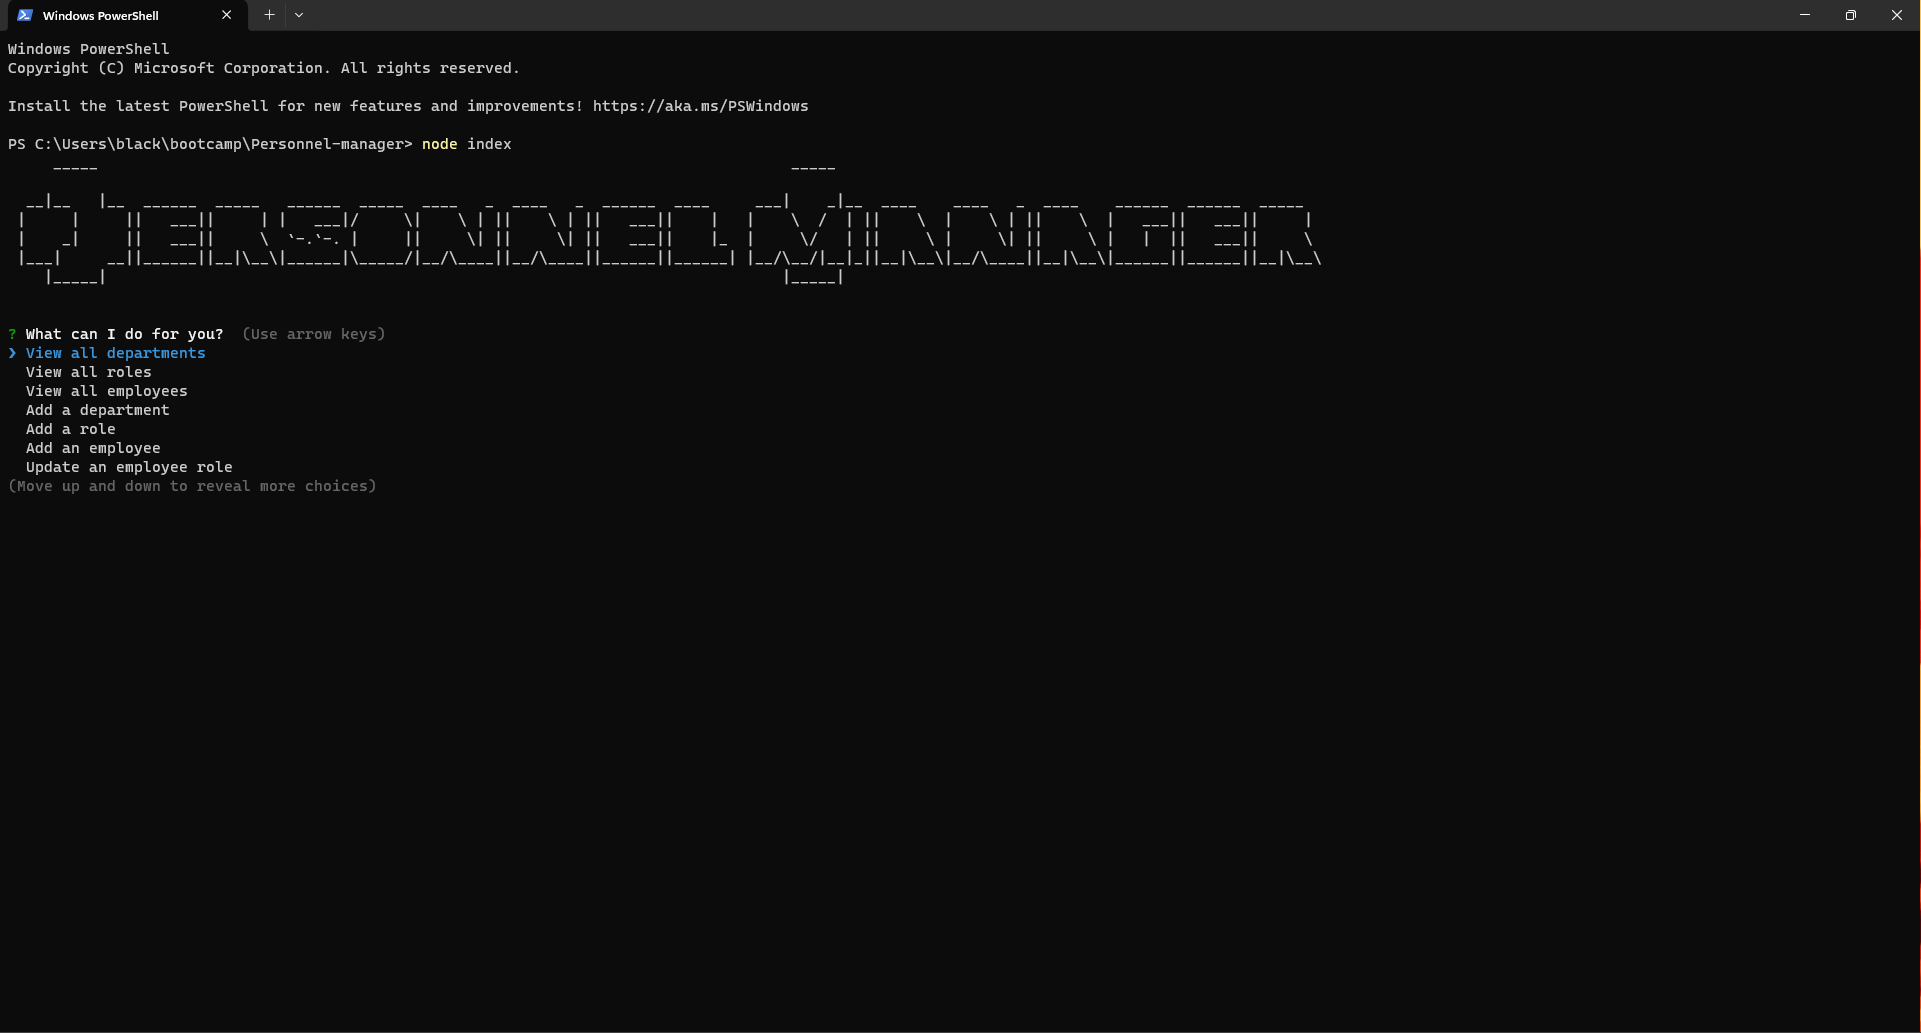 Windows PowerShell
Windows PowerShell
Copyright (C) Microsoft Corporation. All rights reserved.
Install the latest PowerShell for new features and improvements! https://aka.ms/PSWindows
PS C:\Users\black\bootcamp\Personnel-manager> node index
PERSONNEL MANAGER
? What can I do for you?  (Use arrow keys)
❯ View all departments
View all roles
View all employees
Add a department
Add a role
Add an employee
Update an employee role
(Move up and down to reveal more choices)